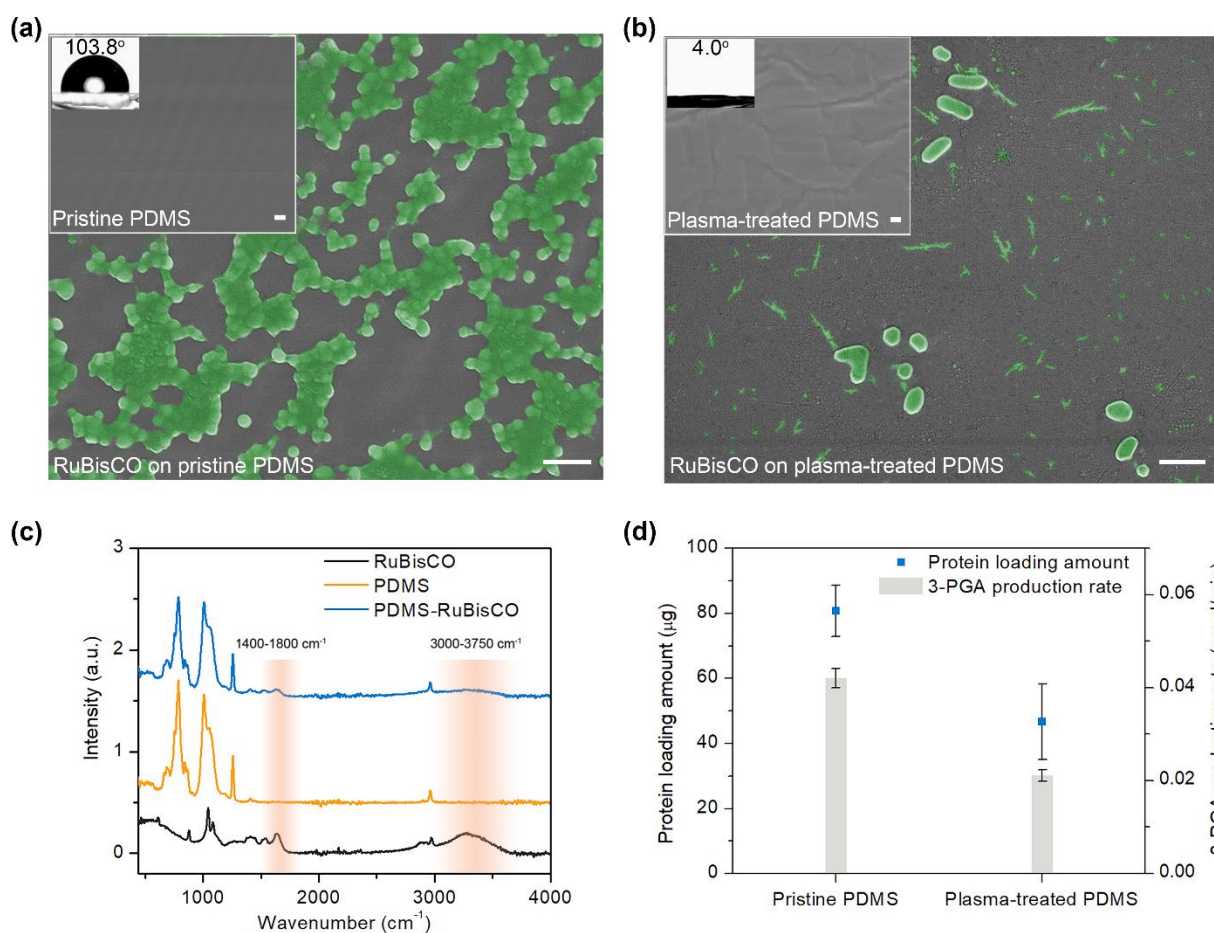 (a)
103.8°
Pristine PDMS
RuBisCO on pristine PDMS
(b)
4.0°
Plasma-treated PDMS
RuBisCO on plasma-treated PDMS
(c)
3
2
1
0
Intensity (a.u.)
RuBisCO
PDMS
PDMS-RuBisCO
1400-1800 cm⁻¹
3000-3750 cm⁻¹
1000
2000
3000
4000
Wavenumber (cm⁻¹)
(d)
100
80
60
40
20
0
Protein loading amount (μg)
Protein loading amount
3-PGA production rate
0.06
0.04
0.02
0.00
Pristine PDMS
Plasma-treated PDMS